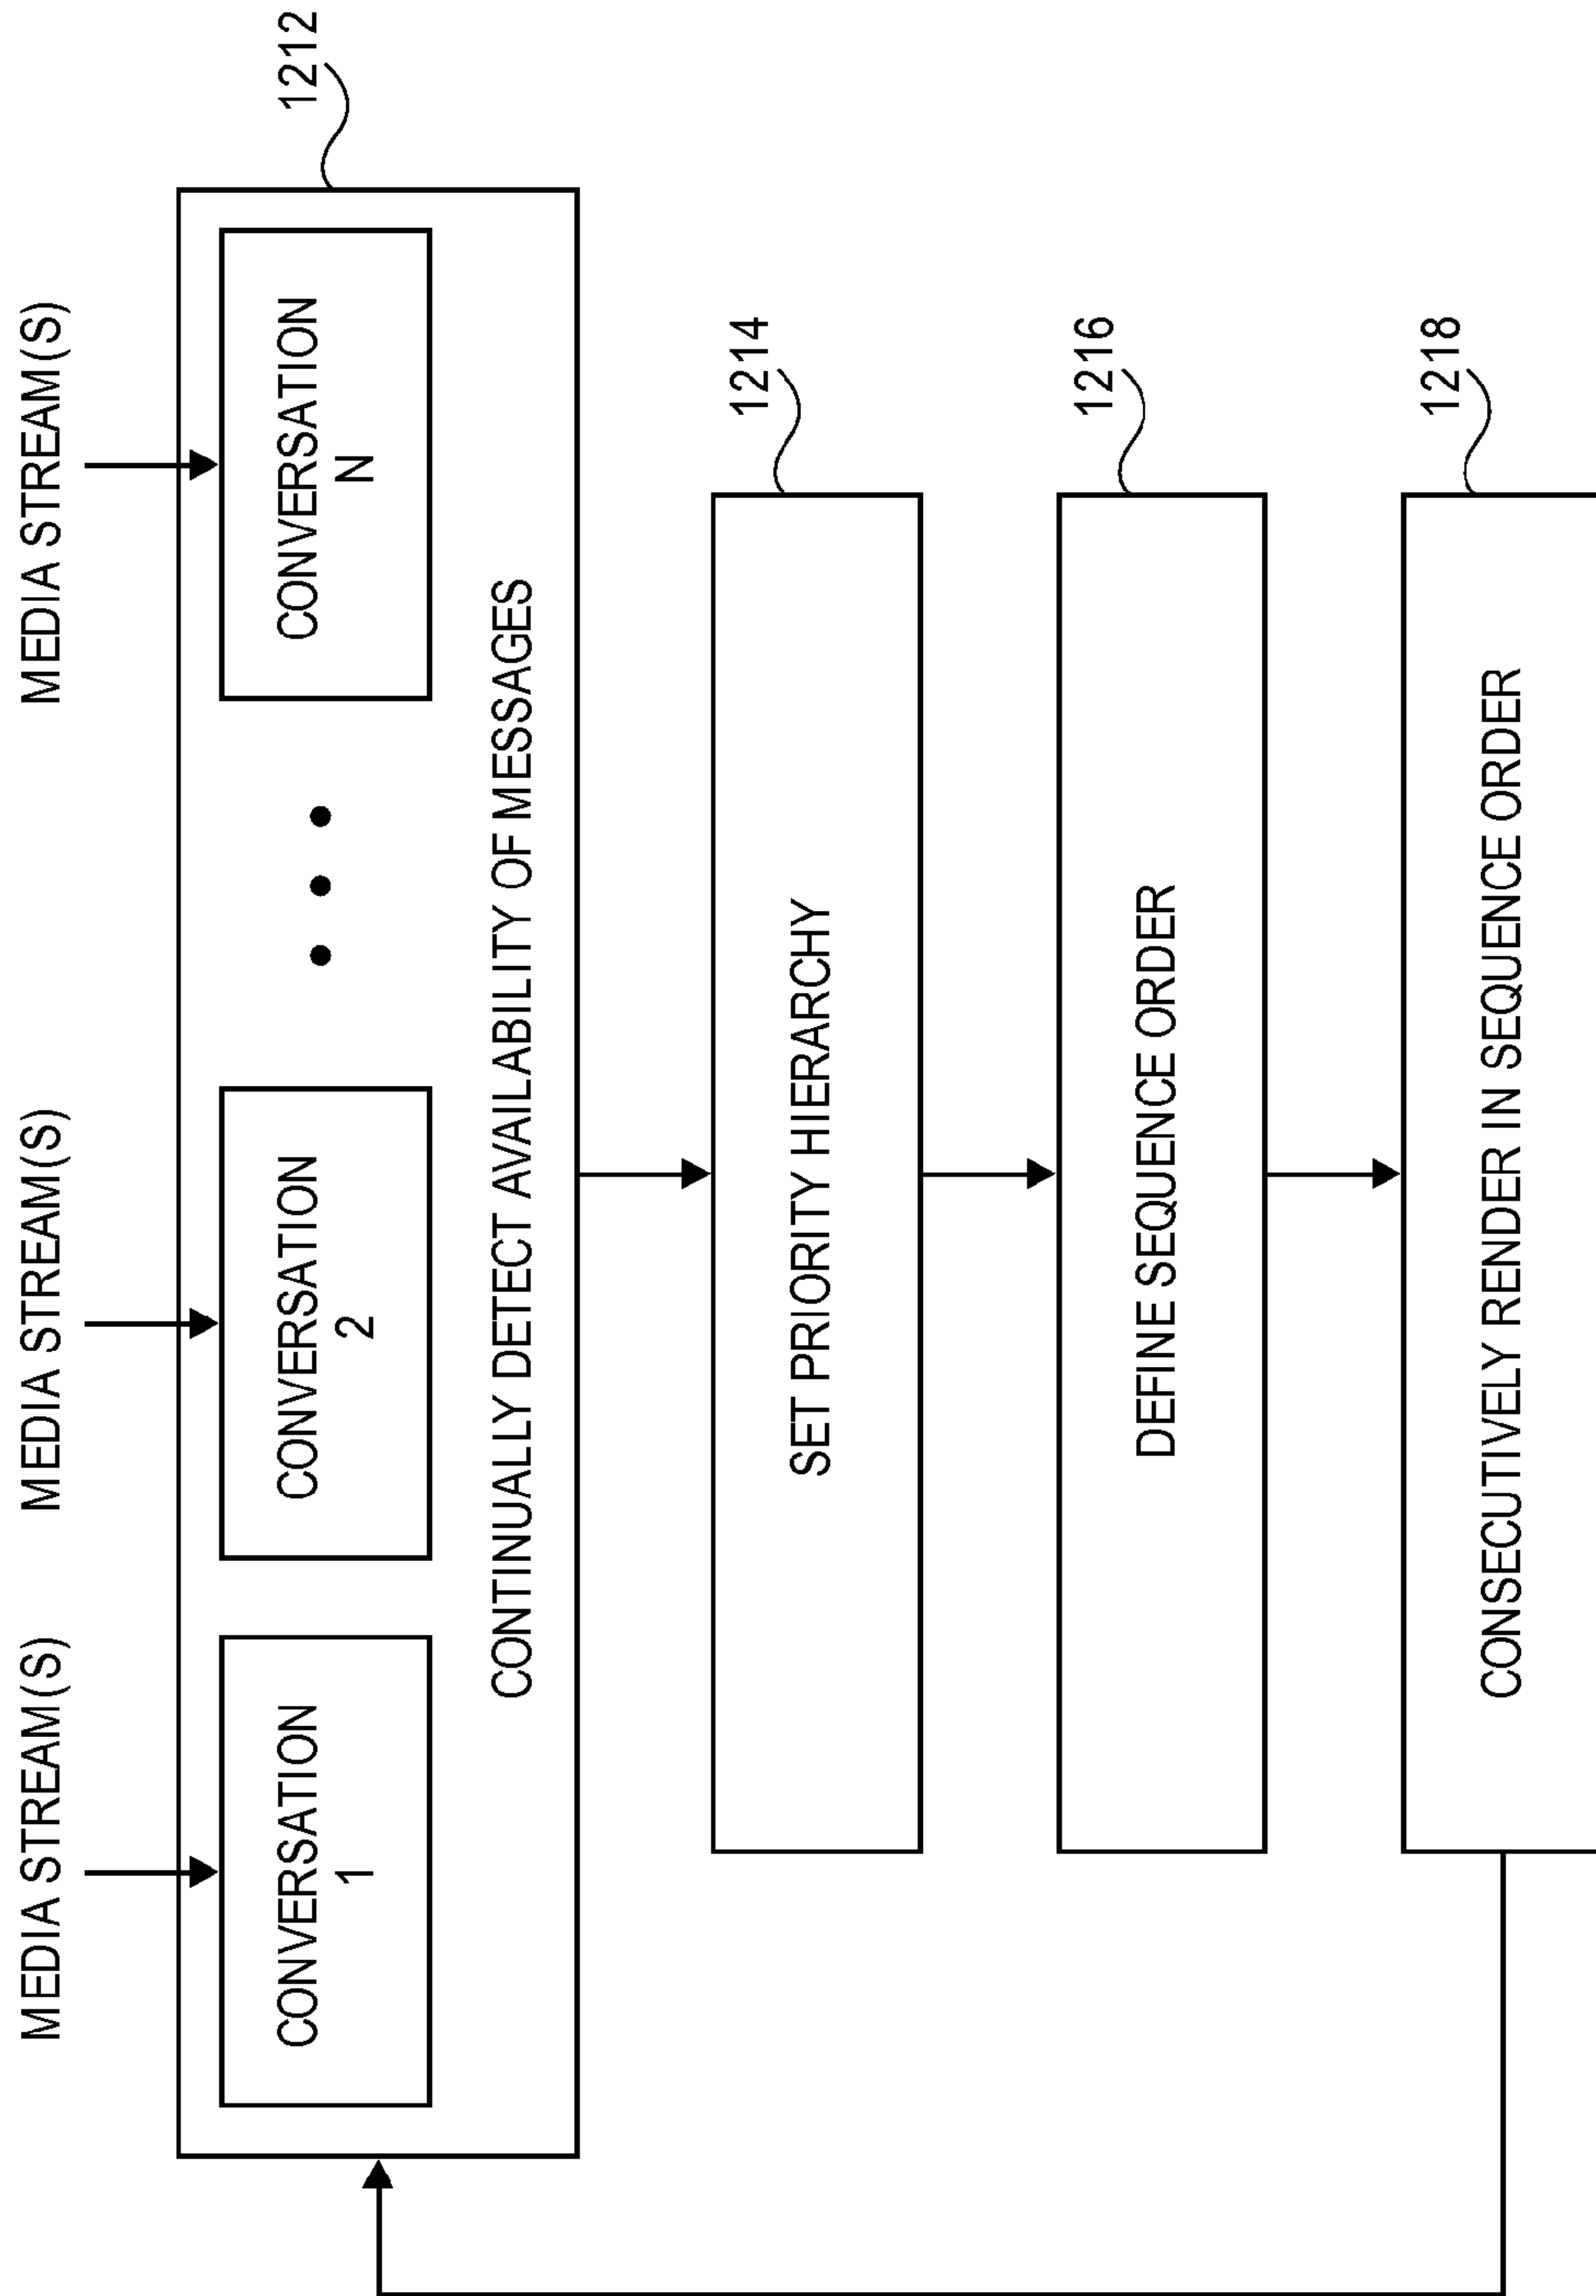 MEDIA STREAM(S)
MEDIA STREAM(S)
MEDIA STREAM(S)
CONVERSATION
1
CONVERSATION
2
CONVERSATION
N
1212
CONTINUALLY DETECT AVAILABILITY OF MESSAGES
1214
SET PRIORITY HIERARCHY
1216
DEFINE SEQUENCE ORDER
1218
CONSECUTIVELY RENDER IN SEQUENCE ORDER